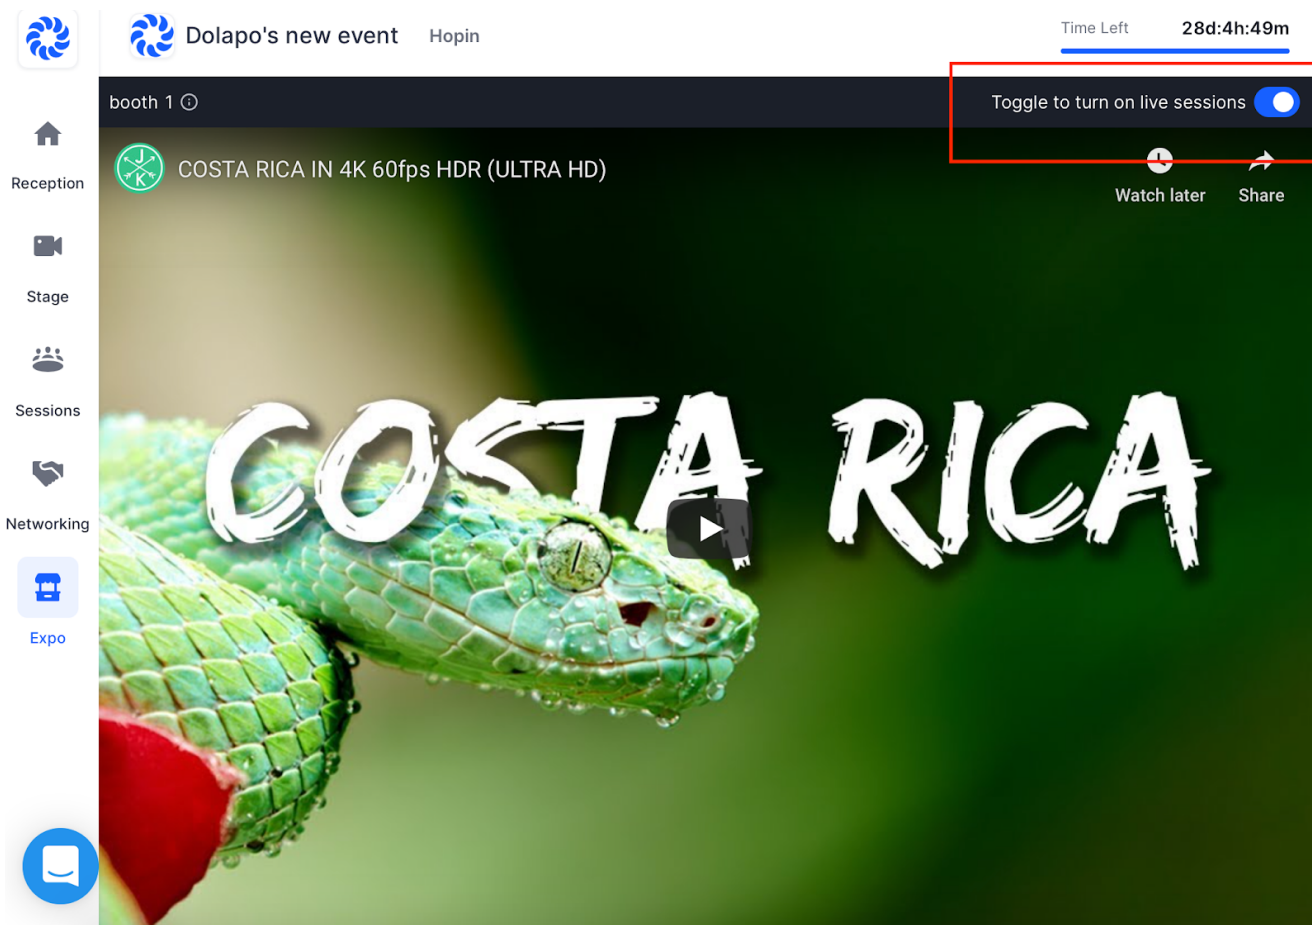 Dolapo's new event
Hopin
Time Left
28d:4h:49m
booth 1
Toggle to turn on live sessions
Reception
Stage
Sessions
Networking
Expo
J
K
COSTA RICA IN 4K 60fps HDR (ULTRA HD)
Watch later
Share
COSTA RICA